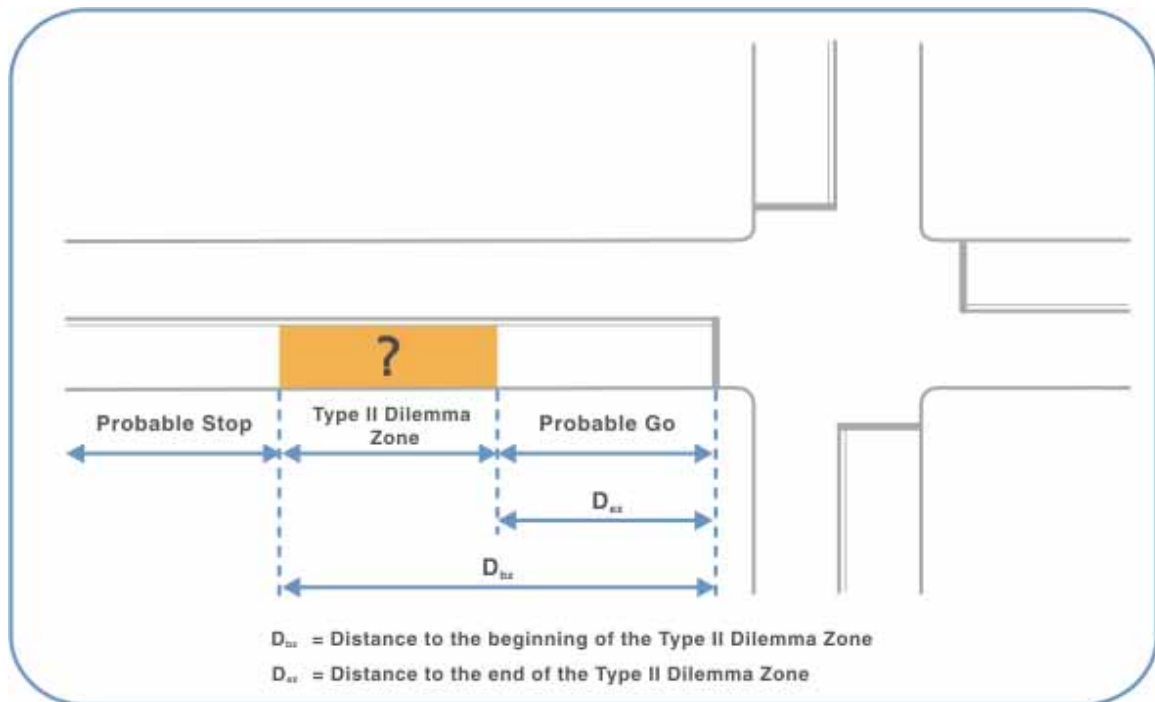 ?
Probable Stop
Type II Dilemma
Zone
Probable Go
Dez
Dbz
Dbz = Distance to the beginning of the Type II Dilemma Zone
Dez = Distance to the end of the Type II Dilemma Zone